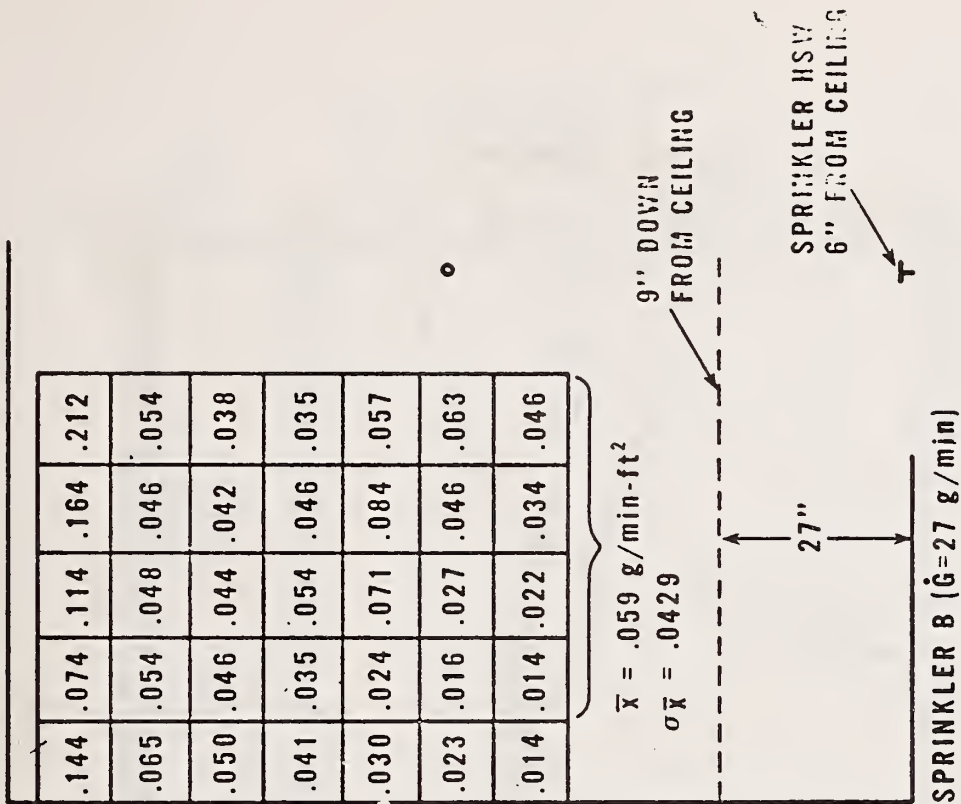 .144 .074 .114 .164 .212
.065 .054 .048 .046 .054
.050 .046 .044 .042 .038
.041 .035 .054 .046 .035
.030 .024 .071 .084 .057
.023 .016 .027 .046 .063
.014 .014 .022 .034 .046
x̄ = .059 g/min-ft²
σx̄ = .0429
9" DOWN
FROM CEILING
27"
SPRINKLER HSW
6" FROM CEILING
SPRINKLER B (Ġ=27 g/min)